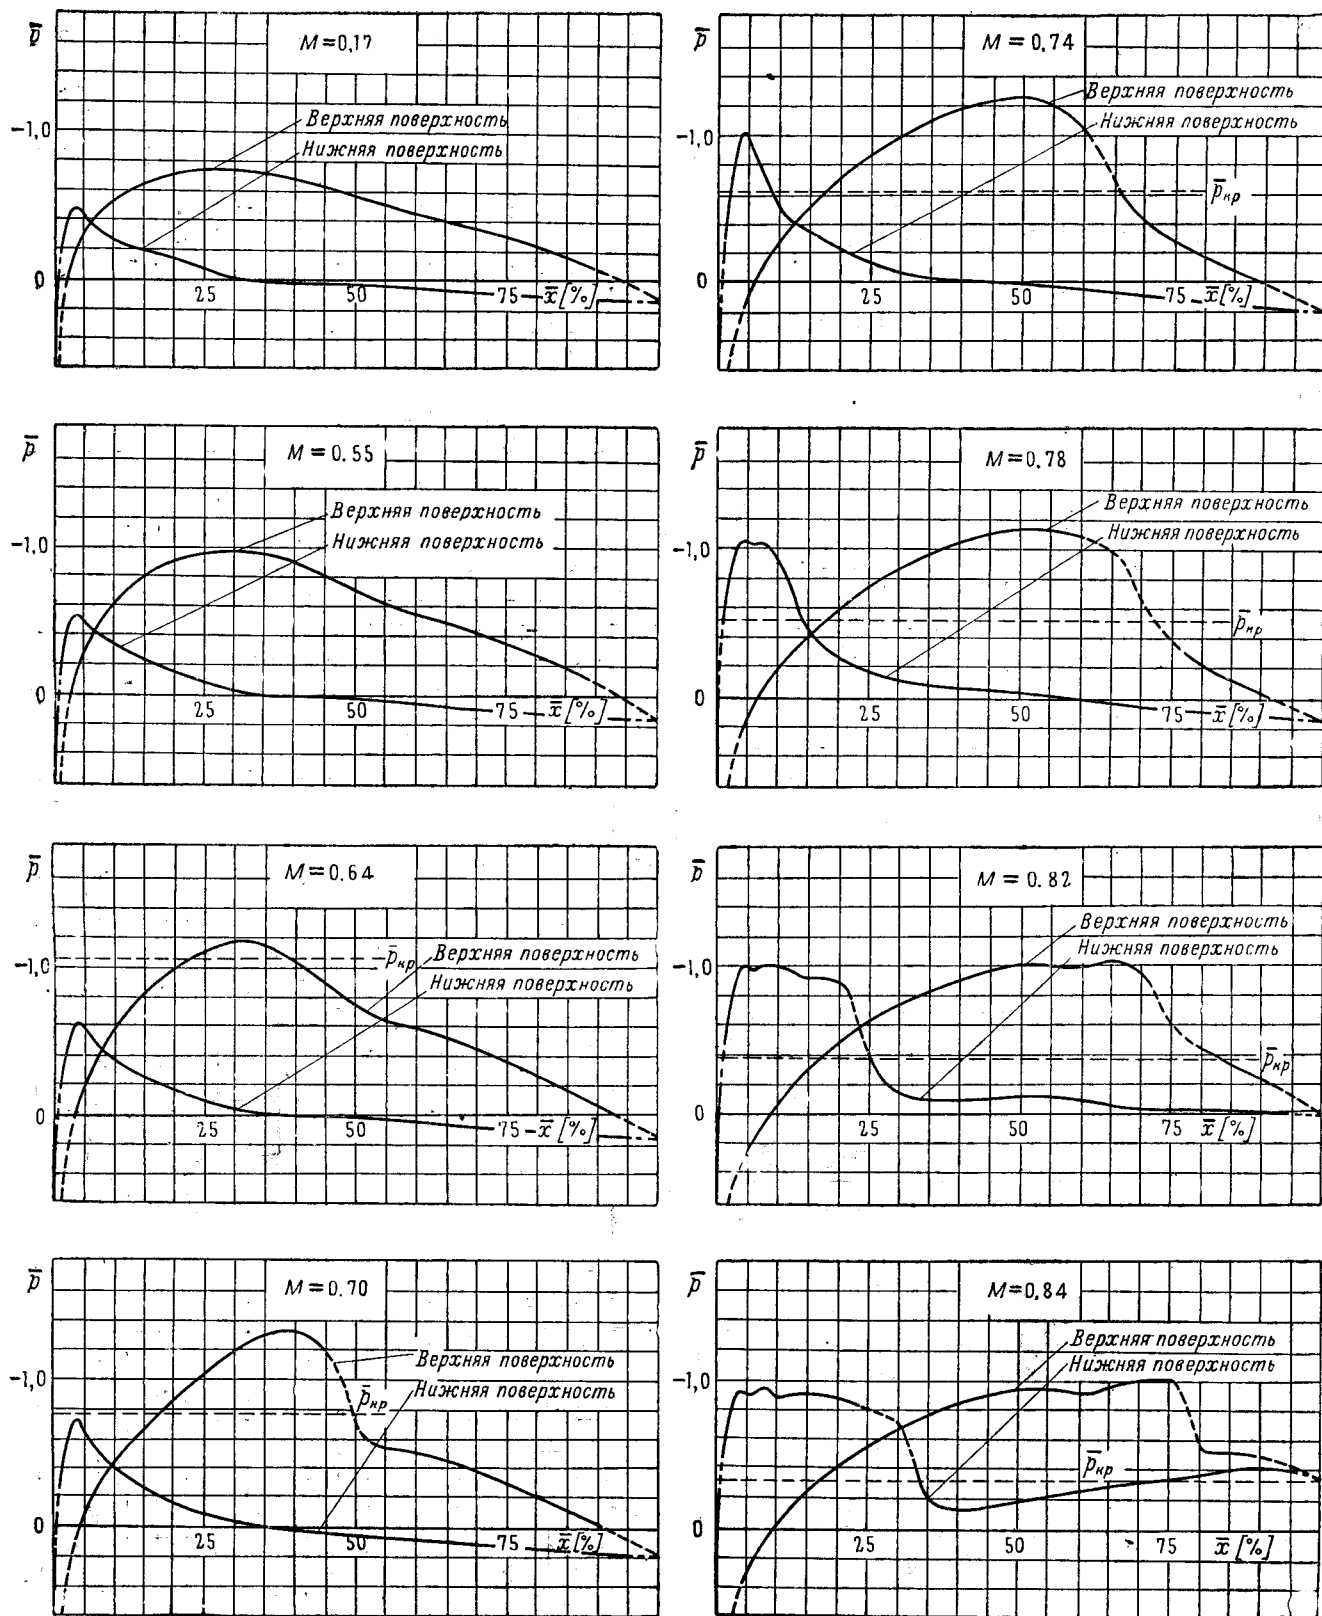 p̄
M=0,17
Верхняя поверхность
-1,0
Нижняя поверхность
0
25 50 75 x̄[%]
p̄
M=0.55
Верхняя поверхность
-1,0
Нижняя поверхность
0
25 50 75 x̄[%]
p̄
M=0.64
p̄кр
Верхняя поверхность
-1,0
Нижняя поверхность
0
25 50 75 x̄[%]
p̄
M=0.70
Верхняя поверхность
-1,0
Нижняя поверхность
p̄кр
0
25 50 75 x̄[%]
p̄
M=0,74
Верхняя поверхность
Нижняя поверхность
-1,0
p̄кр
0
25 50 75 x̄[%]
p̄
M=0.78
Верхняя поверхность
Нижняя поверхность
-1,0
p̄кр
0
25 50 75 x̄[%]
p̄
M=0.82
Верхняя поверхность
Нижняя поверхность
-1,0
p̄кр
0
25 50 75 x̄[%]
p̄
M=0,84
Верхняя поверхность
Нижняя поверхность
-1,0
p̄кр
0
25 50 75 x̄[%]